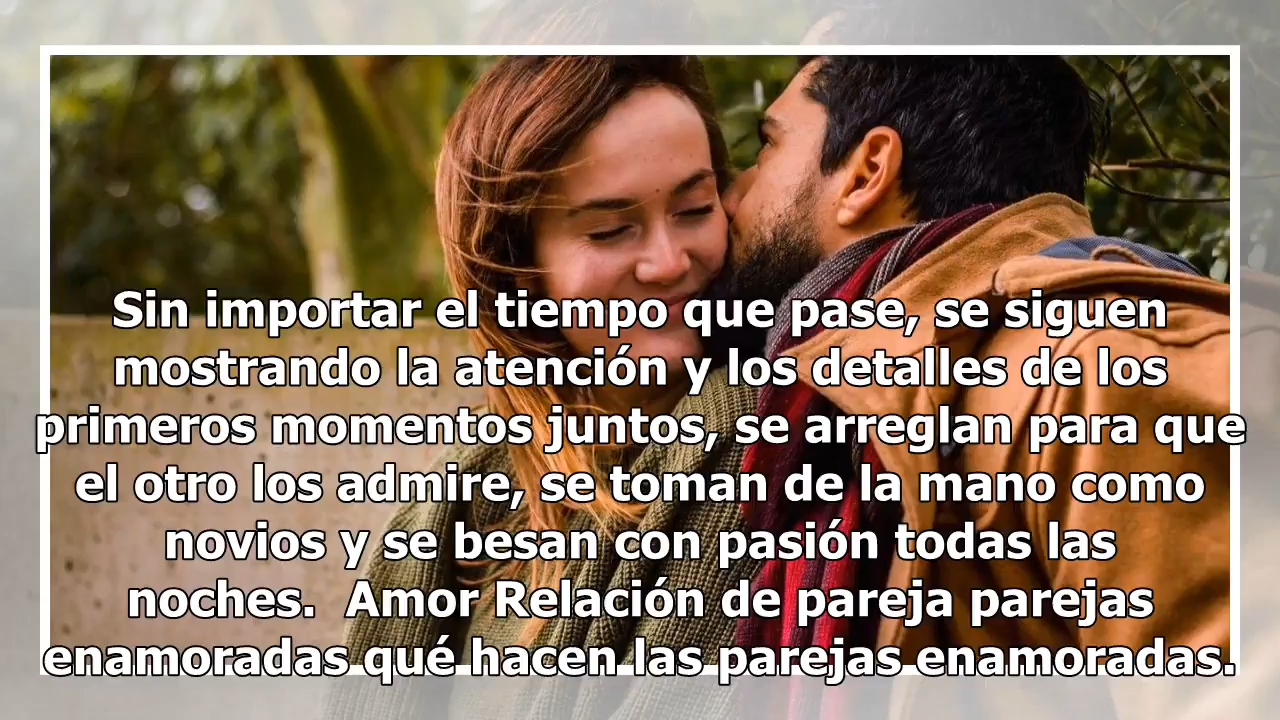 Sin importar el tiempo que pase, se siguen
mostrando la atención y los detalles de los
primeros momentos juntos, se arreglan para que
el otro los admire, se toman de la mano como
novios y se besan con pasión todas las
noches.  Amor Relación de pareja parejas
enamoradas qué hacen las parejas enamoradas.